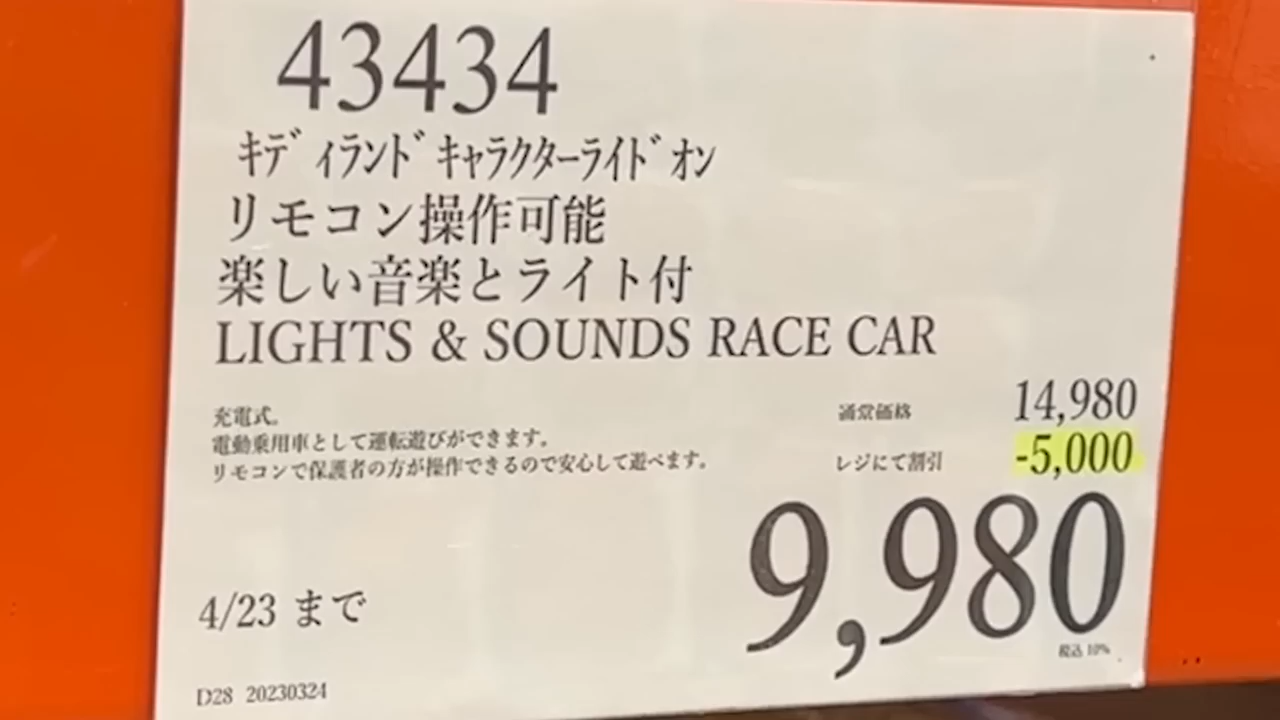 43434
ｷﾃﾞｨﾗﾝﾄﾞｷｬﾗｸﾀｰﾗｲﾄﾞｵﾝ
リモコン操作可能
楽しい音楽とライト付
LIGHTS & SOUNDS RACE CAR
充電式。
電動乗用車として運転遊びができます。
リモコンで保護者の方が操作できるので安心して遊べます。
通常価格 14,980
レジにて割引 -5,000
9,980
税込 10%
4/23 まで
D28 20230324